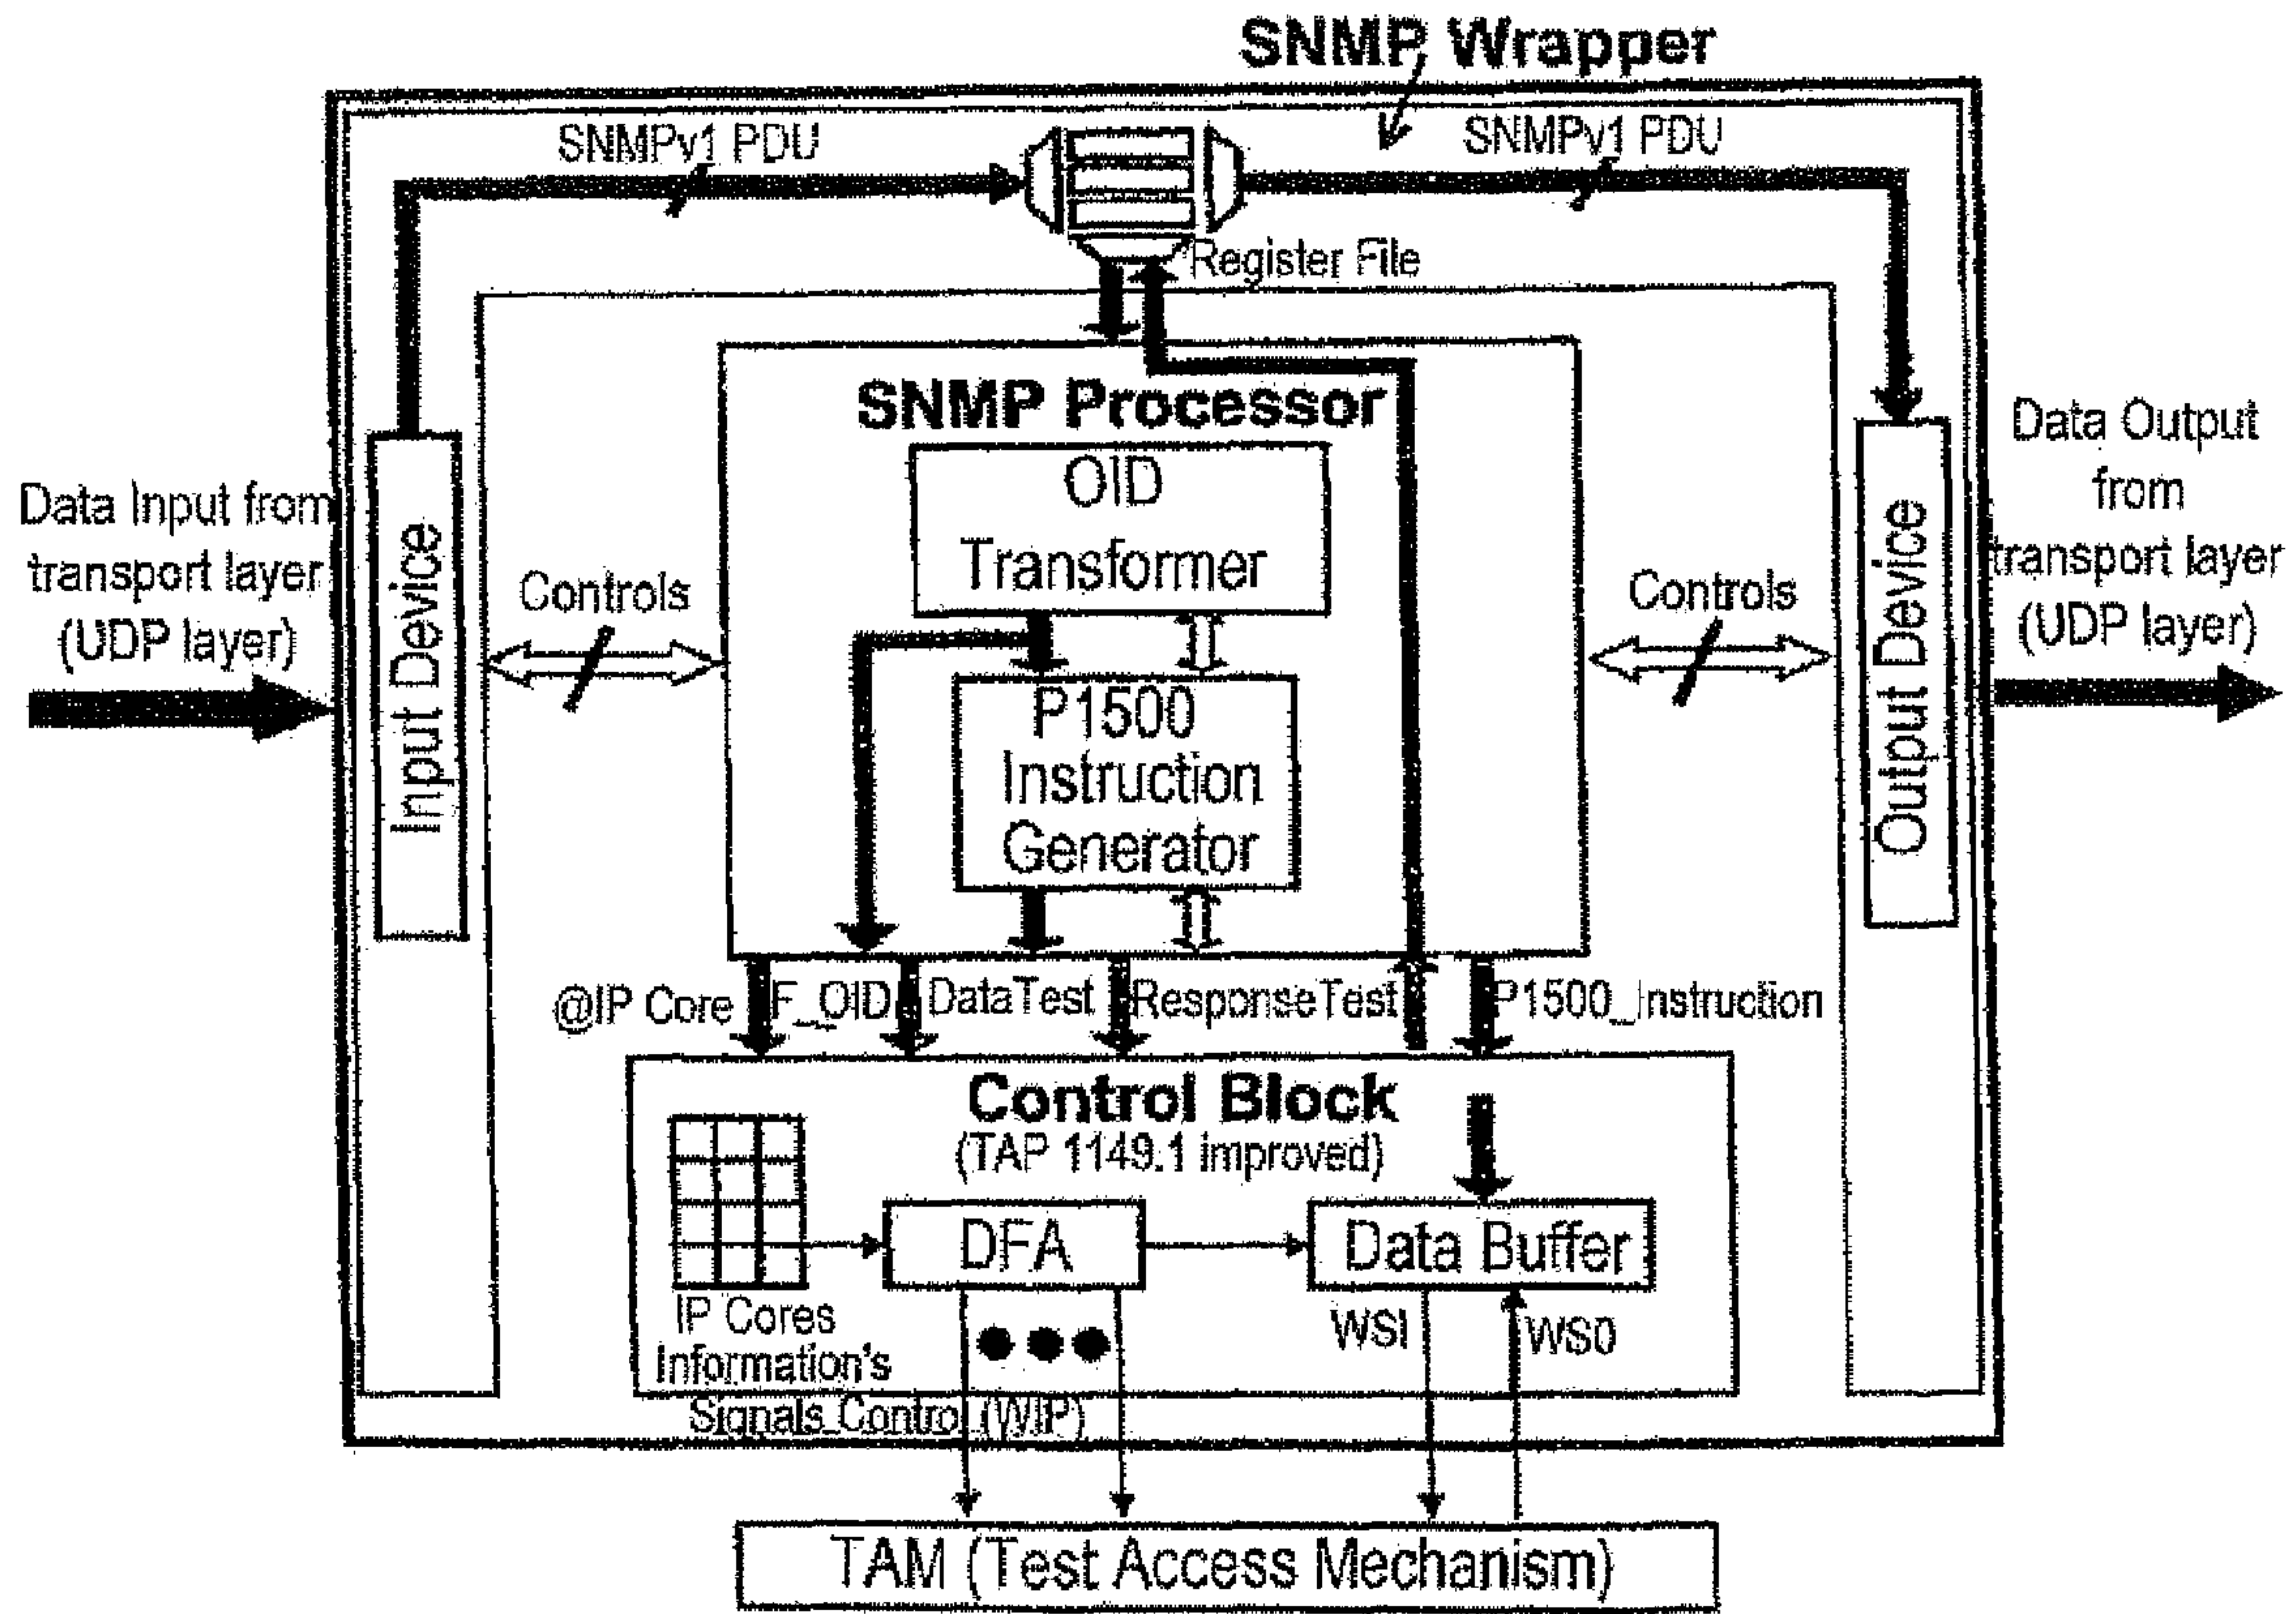 SNMP Wrapper
SNMPv1 PDU
SNMPv1 PDU
Register File
SNMP Processor
OID
Transformer
P1500
Instruction
Generator
Data Input from
transport layer
(UDP layer)
Input Device
Controls
Controls
Output Device
Data Output
from
transport layer
(UDP layer)
@IP Core
F_OID
DataTest
ResponseTest
P1500_Instruction
Control Block
(TAP 1149.1 improved)
DFA
Data Buffer
IP Cores
Information's
WSI
WS0
Signals_Control_(WIP)
TAM (Test Access Mechanism)